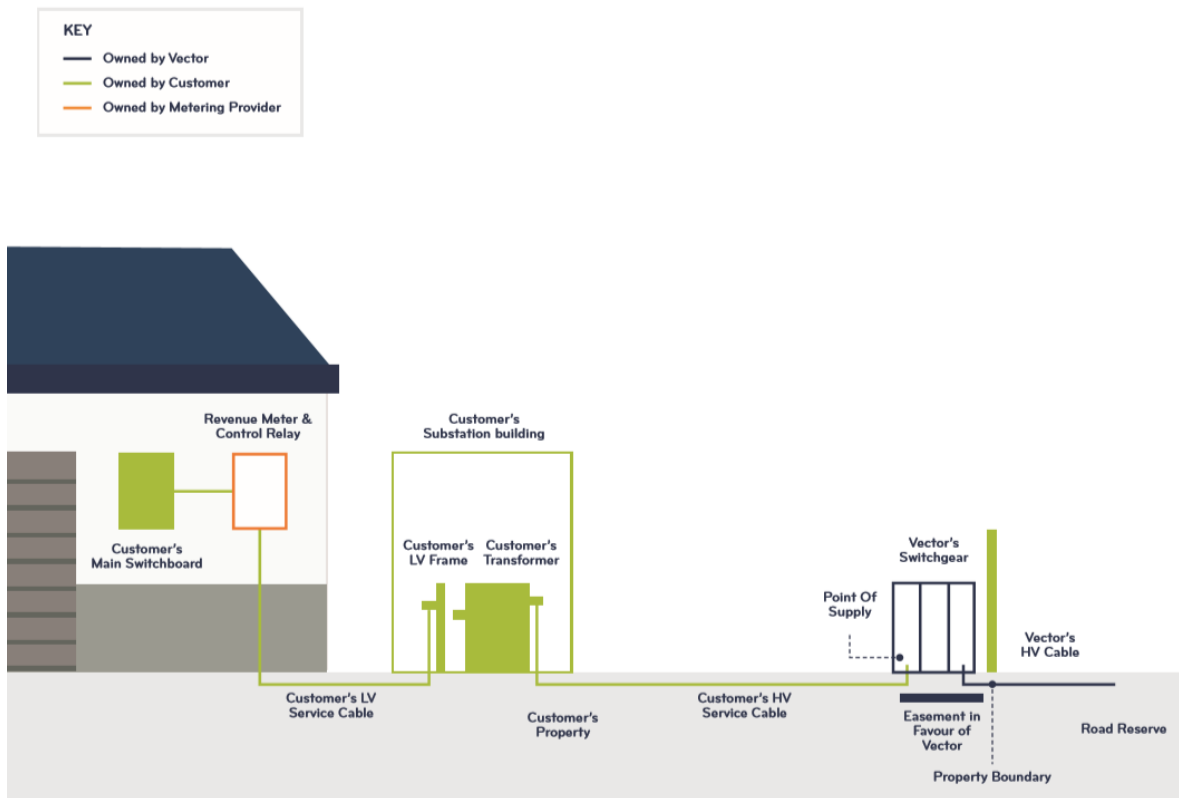 KEY
Owned by Vector
Owned by Customer
Owned by Metering Provider
Revenue Meter &
Control Relay
Customer's
Substation building
Customer's
Main Switchboard
Customer's
LV Frame
Customer's
Transformer
Vector's
Switchgear
Point Of
Supply
Vector's
HV Cable
Customer's LV
Service Cable
Customer's
Property
Customer's HV
Service Cable
Easement in
Favour of
Vector
Road Reserve
Property Boundary